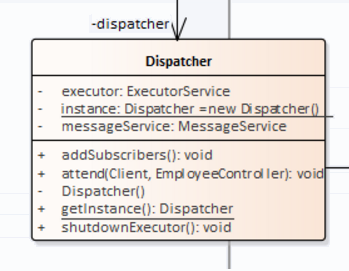 -dispatcher
Dispatcher
- executor: ExecutorService
- instance: Dispatcher =new Dispatcher()
- messageService: MessageService
+ addSubscribers(): void
+ attend(Client, EmployeeController): void
- Dispatcher()
+ getInstance(): Dispatcher
+ shutdownExecutor(): void